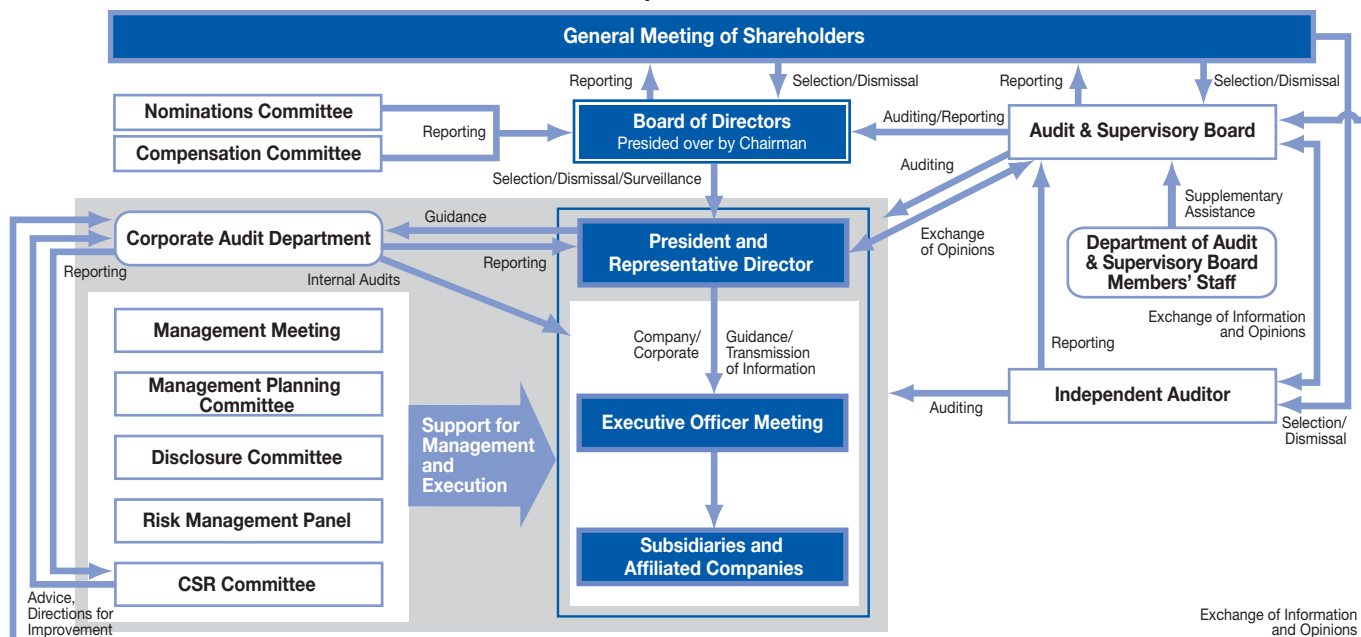 General Meeting of Shareholders
Reporting
Selection/Dismissal
Reporting
Selection/Dismissal
Nominations Committee
Compensation Committee
Reporting
Board of Directors
Presided over by Chairman
Auditing/Reporting
Audit & Supervisory Board
Selection/Dismissal/Surveillance
Auditing
Supplementary
Assistance
Corporate Audit Department
Guidance
Reporting
President and
Representative Director
Exchange
of Opinions
Department of Audit
& Supervisory Board
Members' Staff
Reporting
Internal Audits
Management Meeting
Management Planning
Committee
Disclosure Committee
Risk Management Panel
CSR Committee
Support for
Management
and
Execution
Company/
Corporate
Guidance/
Transmission
of Information
Executive Officer Meeting
Subsidiaries and
Affiliated Companies
Exchange of Information
and Opinions
Reporting
Auditing
Independent Auditor
Selection/
Dismissal
Advice,
Directions for
Improvement
Exchange of Information
and Opinions